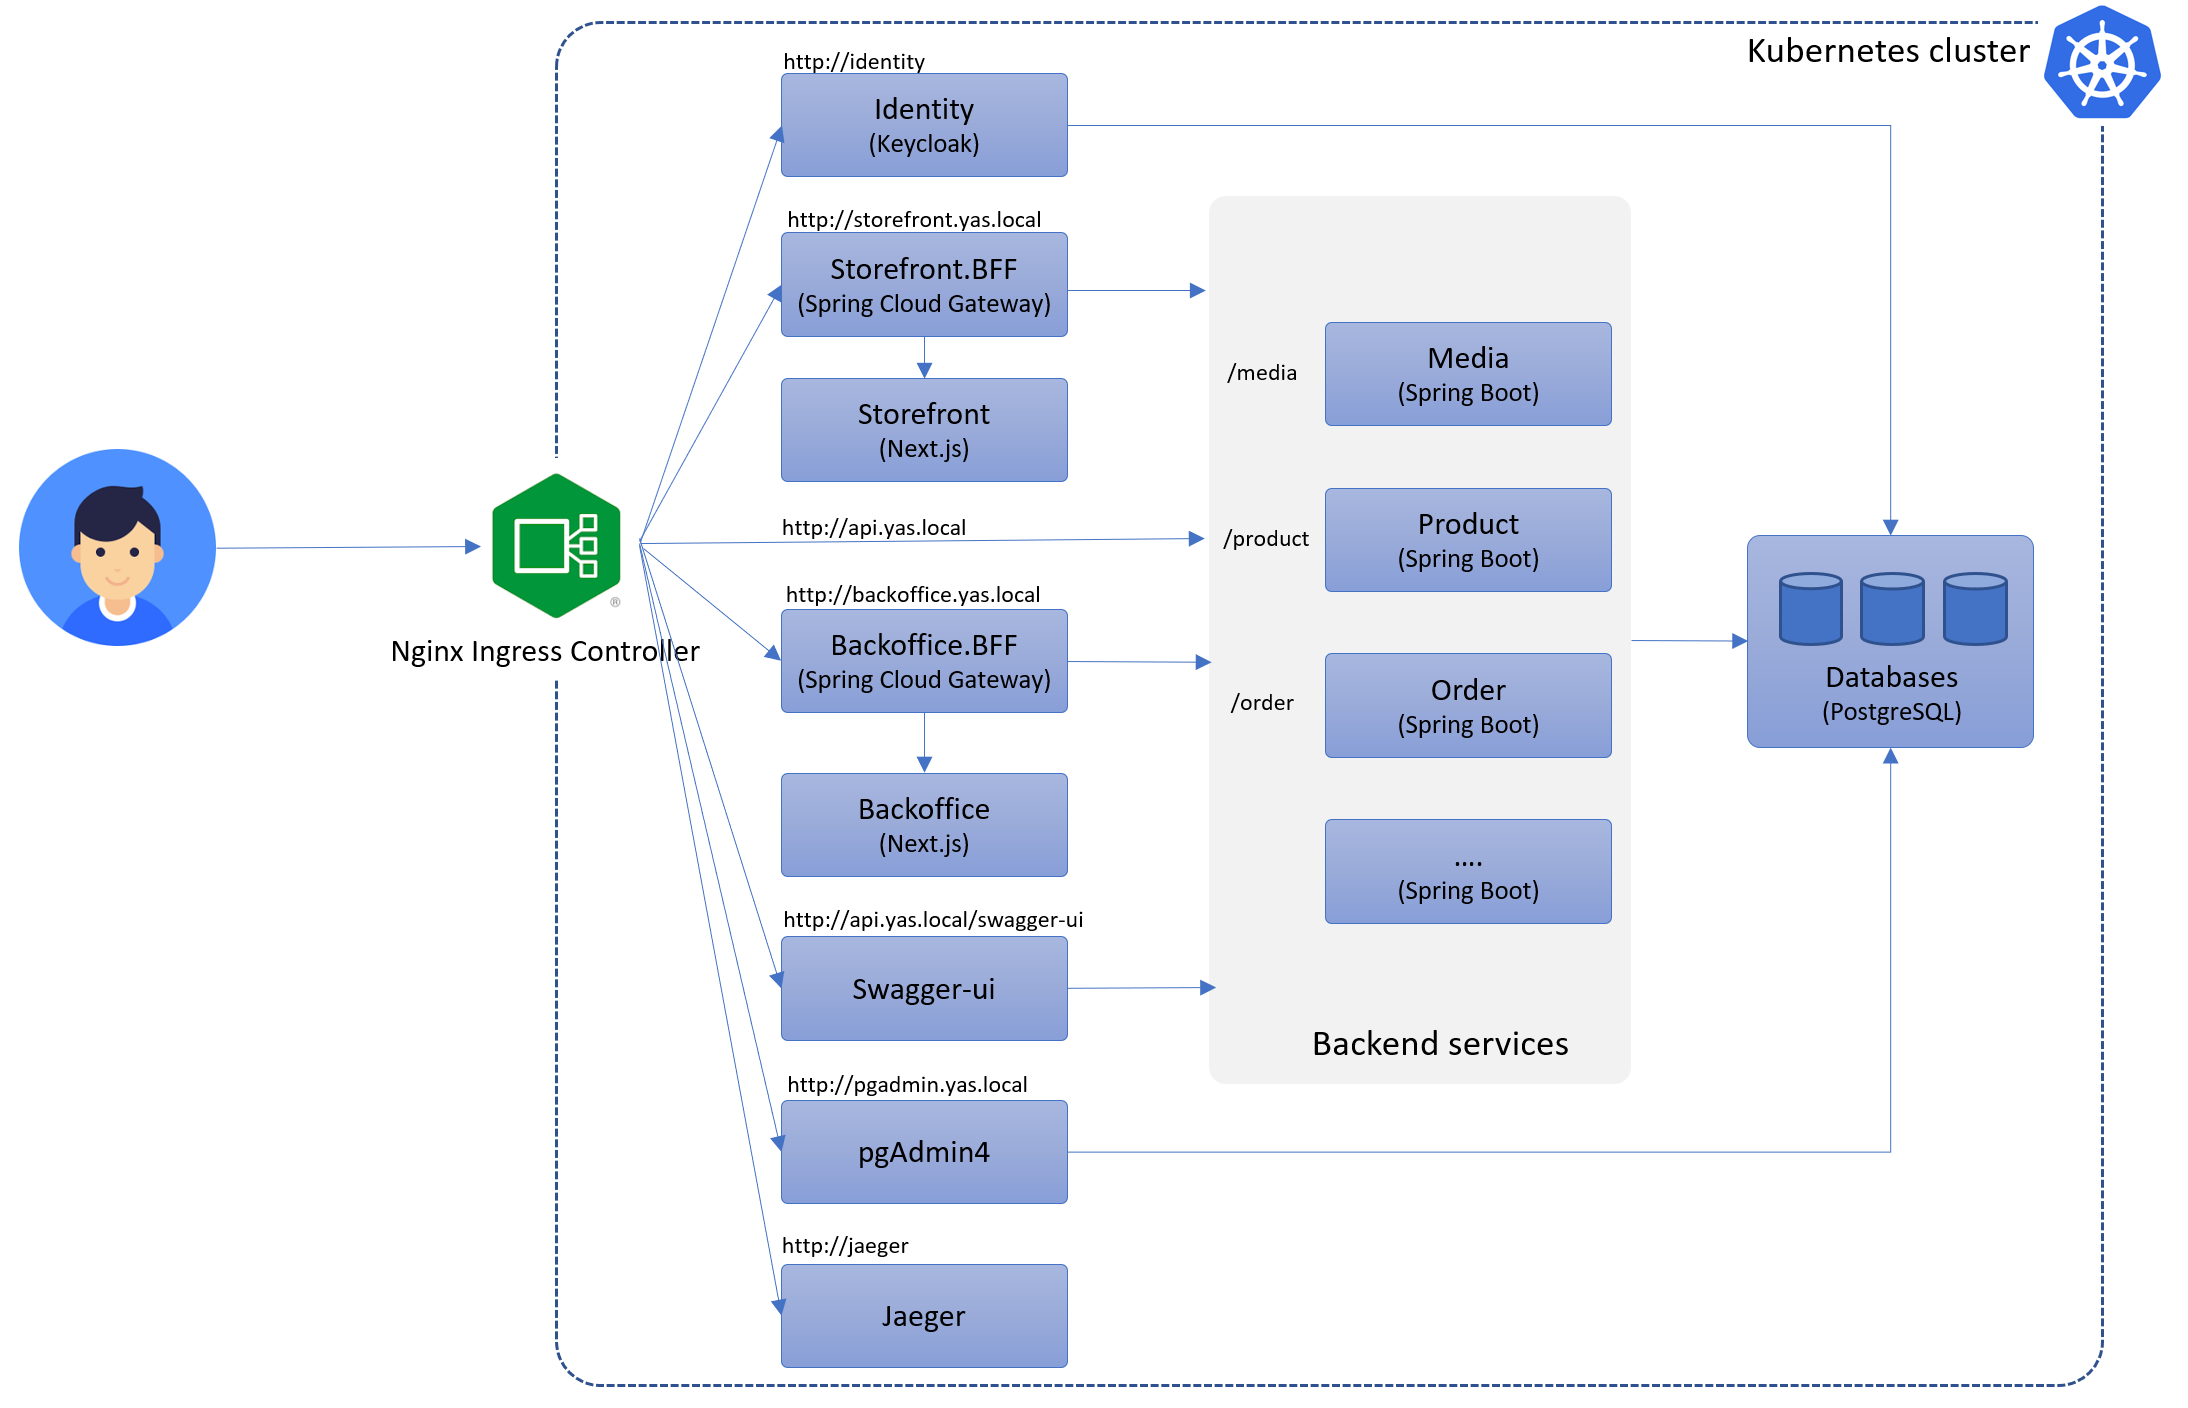 Kubernetes cluster
http://identity
Identity
(Keycloak)
http://storefront.yas.local
Storefront.BFF
(Spring Cloud Gateway)
Storefront
(Next.js)
http://api.yas.local
http://backoffice.yas.local
Backoffice.BFF
(Spring Cloud Gateway)
Backoffice
(Next.js)
http://api.yas.local/swagger-ui
Swagger-ui
http://pgadmin.yas.local
pgAdmin4
http://jaeger
Jaeger
Nginx Ingress Controller
®
/media
Media
(Spring Boot)
/product
Product
(Spring Boot)
/order
Order
(Spring Boot)
....
(Spring Boot)
Backend services
Databases
(PostgreSQL)